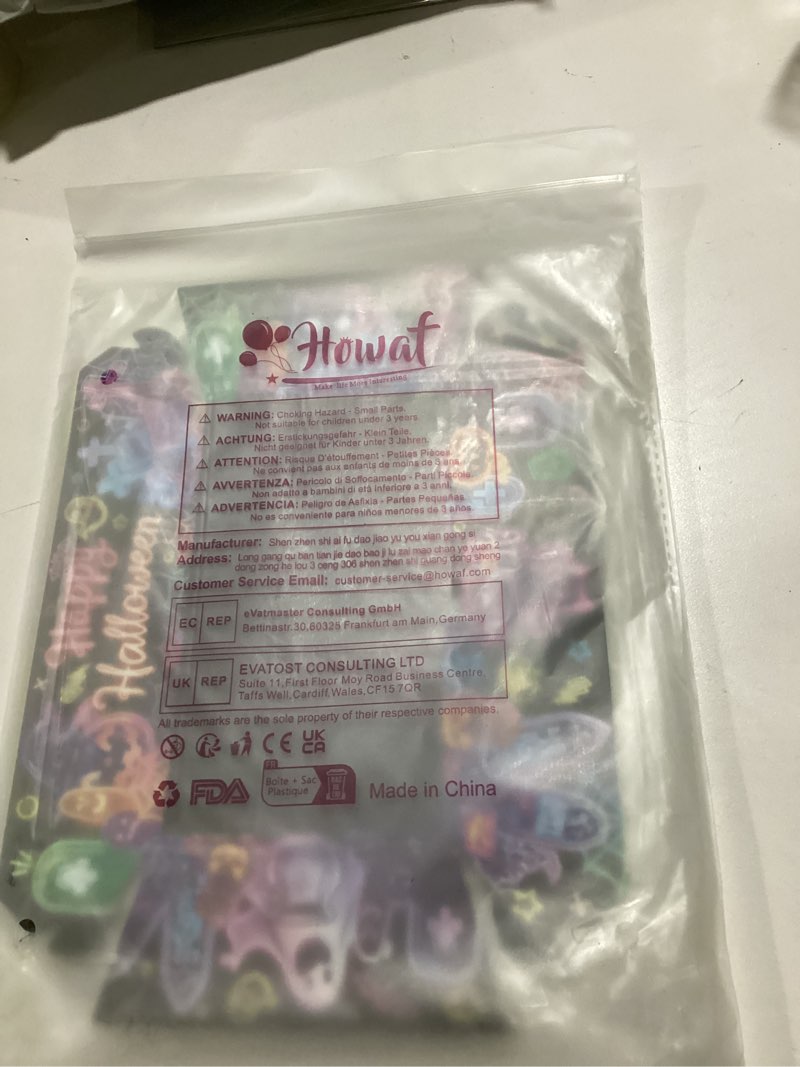 Howaf
Make life More Interesting
WARNING: Choking Hazard - Small Parts.
Not suitable for children under 3 years.
ACHTUNG: Erstickungsgefahr - Klein Teile.
Nicht geeignet für Kinder unter 3 Jahren.
ATTENTION: Risque D'étouffement - Petites Pièces.
Ne convient pas aux enfants de moins de 3 ans.
AVVERTENZA: Pericolo di Soffocamento - Parti Piccole.
Non adatto a bambini di età inferiore a 3 anni.
ADVERTENCIA: Peligro de Asfixia - Partes Pequeñas.
No es conveniente para niños menores de 3 años.
Manufacturer: Shen zhen shi ai fu dao jiao yu you xian gong si
Address: Long gang qu ban tian jie dao bao ji lu sai mao chan ye yuan 2
dong zong he lou 3 ceng 306 shen zhen shi guang dong sheng
Customer Service Email: customer-service@howaf.com
EC REP
eVatmaster Consulting GmbH
Bettinastr.30,60325 Frankfurt am Main,Germany
UK REP
EVATOST CONSULTING LTD
Suite 11,First Floor Moy Road Business Centre,
Taffs Well,Cardiff,Wales,CF15 7QR
All trademarks are the sole property of their respective companies.
CE UK CA
FDA
FR
Boîte + Sac
Plastique
Made in China
Happy
Halloween